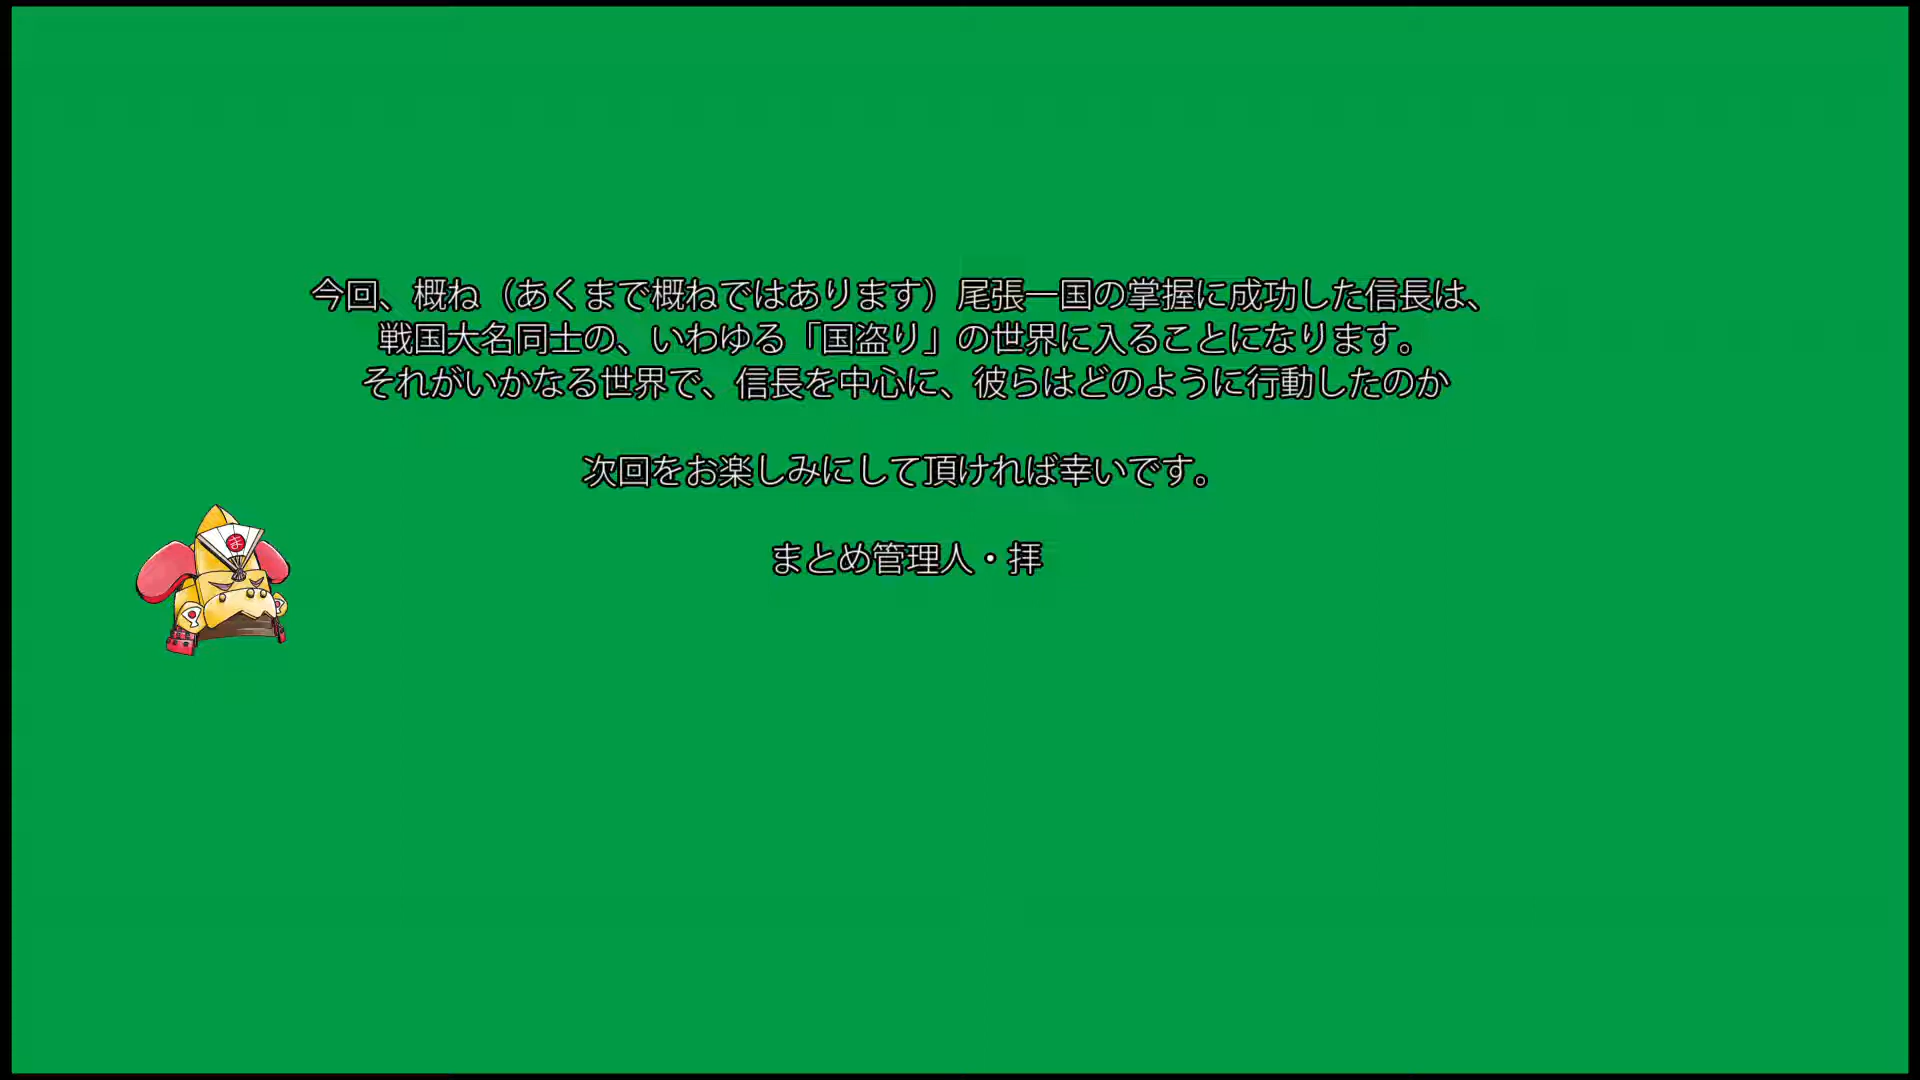 今回、概ね（あくまで概ねではあります）尾張一国の掌握に成功した信長は、
戦国大名同士の、いわゆる「国盗り」の世界に入ることになります。
それがいかなる世界で、信長を中心に、彼らはどのように行動したのか
次回をお楽しみにして頂ければ幸いです。
ま
まとめ管理人・拝